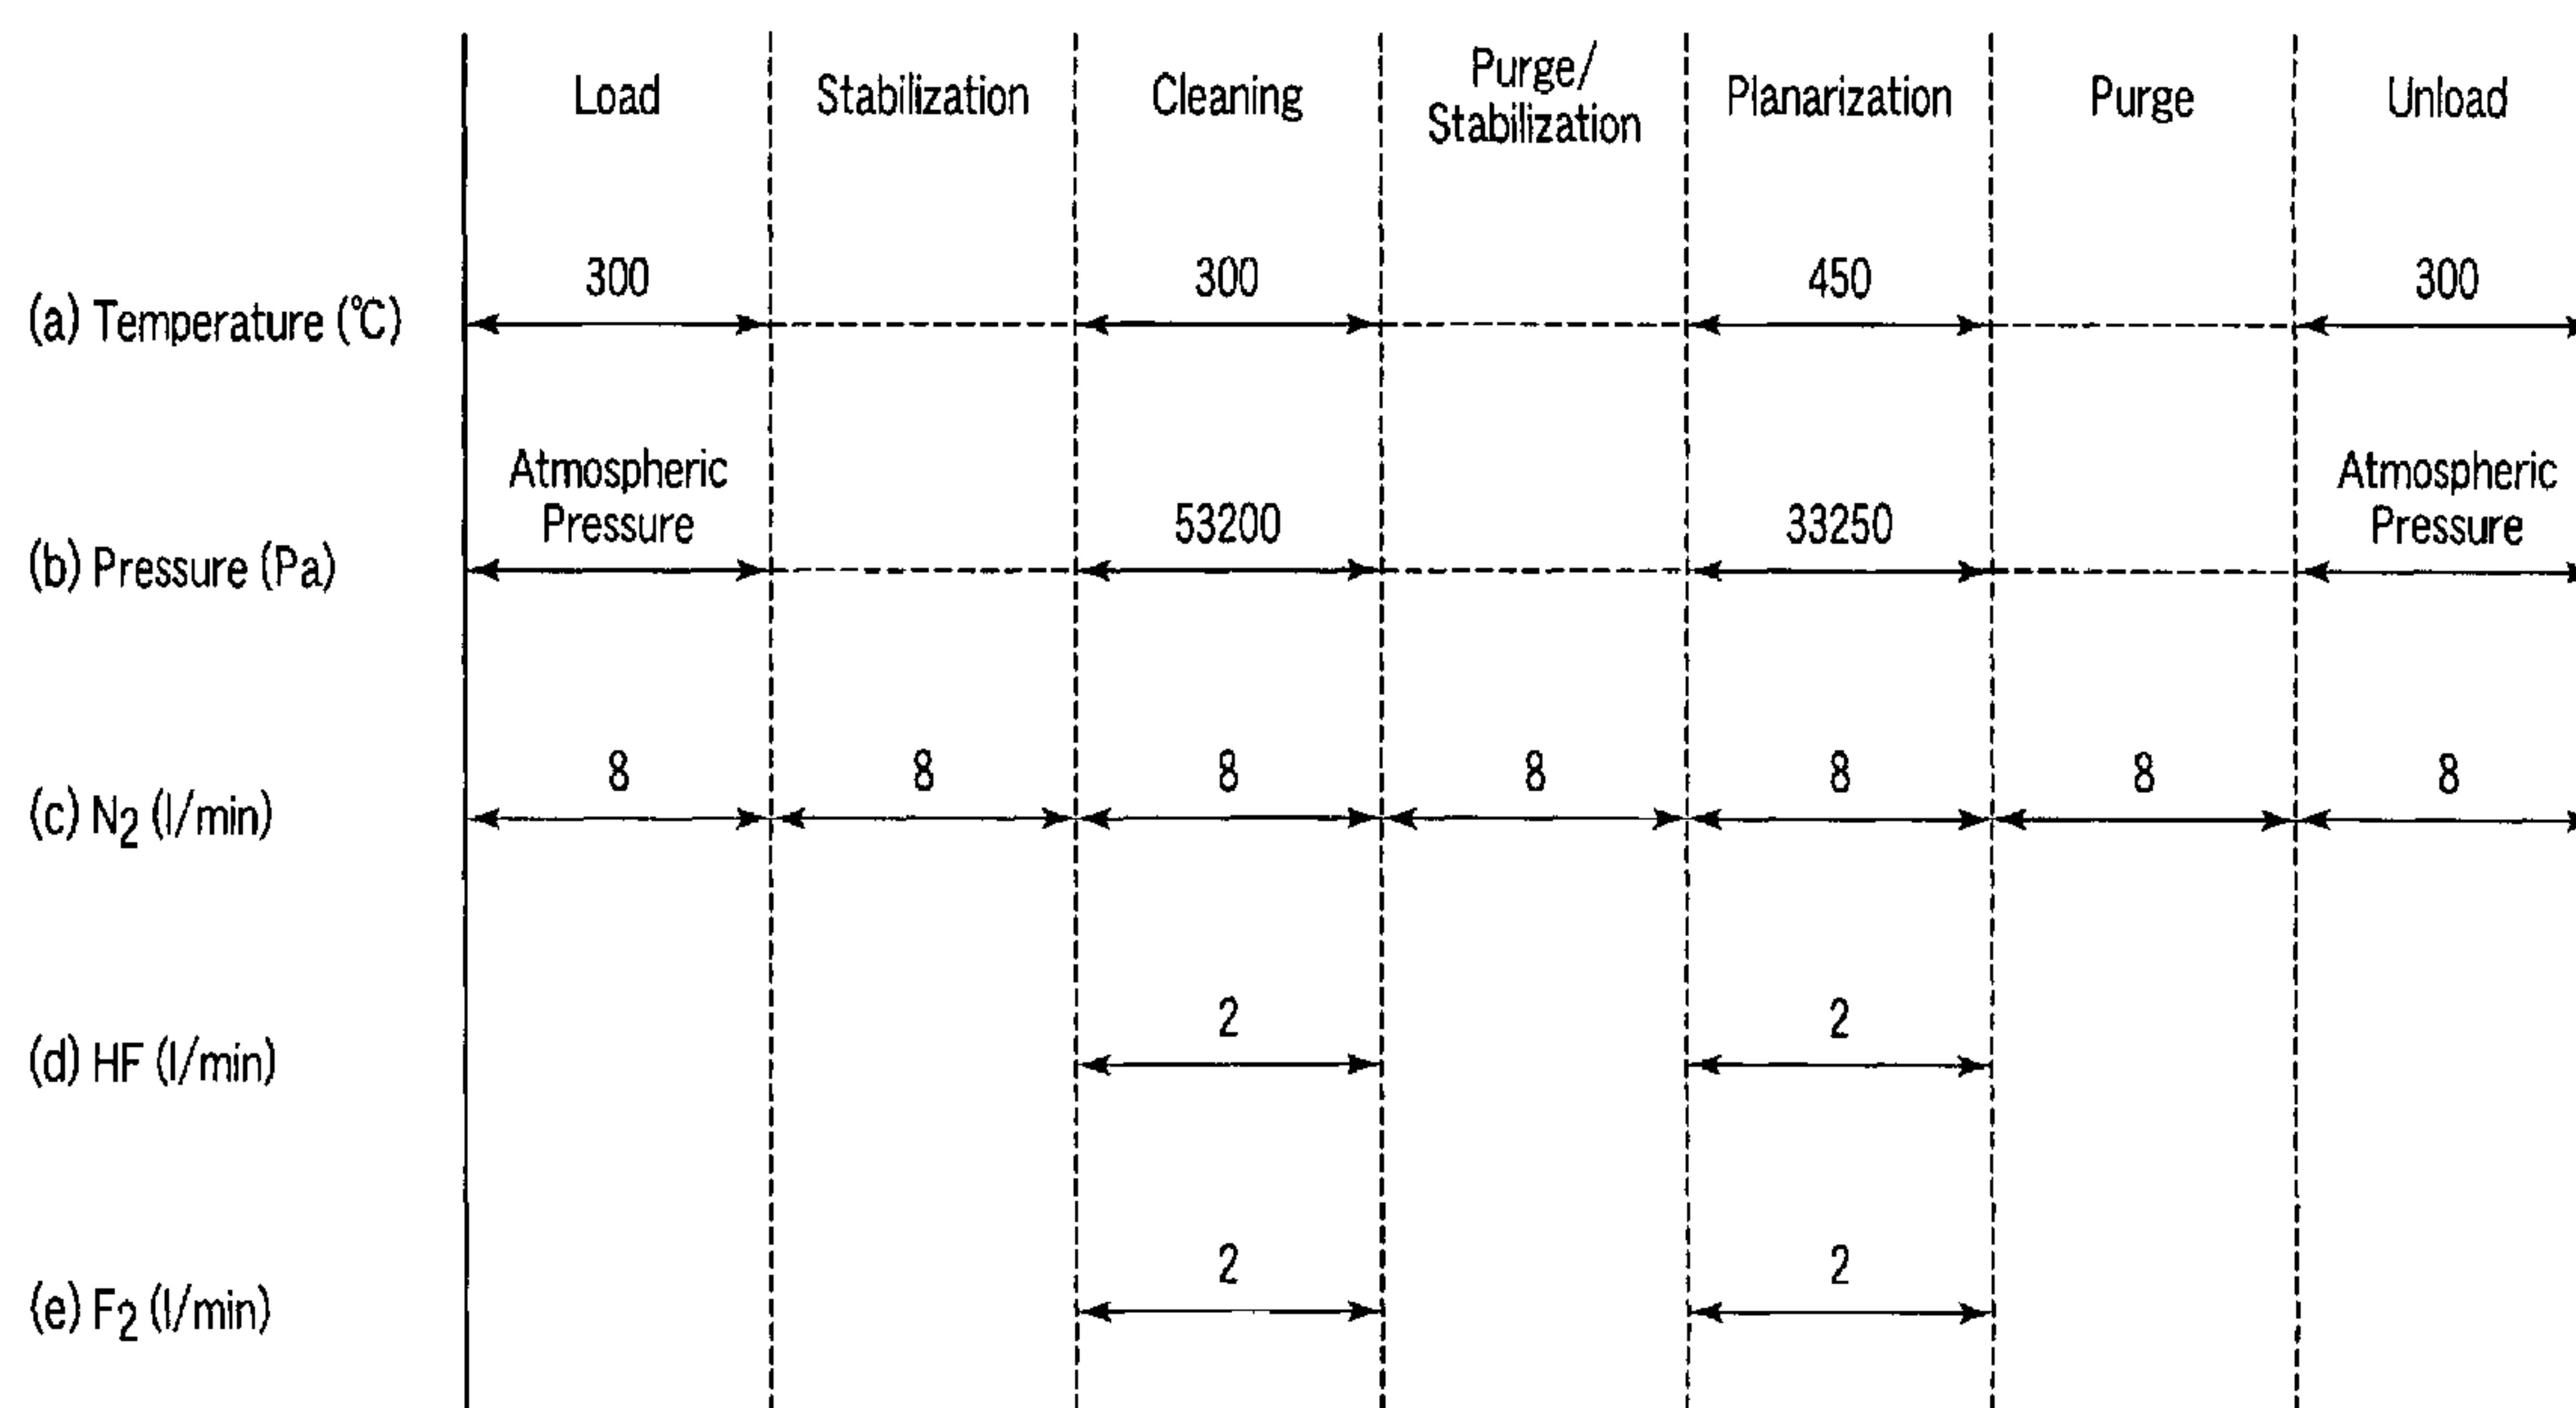 Load Stabilization Cleaning Purge/ Planarization Purge Unload
Stabilization
300 300 450 300
(a) Temperature (℃)
Atmospheric Atmospheric
Pressure 53200 33250 Pressure
(b) Pressure (Pa)
8 8 8 8 8 8 8
(c) N2 (l/min)
2 2
(d) HF (l/min)
2 2
(e) F2 (l/min)